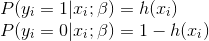 P(y_i = 1|x_i; β) = h(x_i)
P(y_i = 0|x_i; β) = 1 − h(x_i)